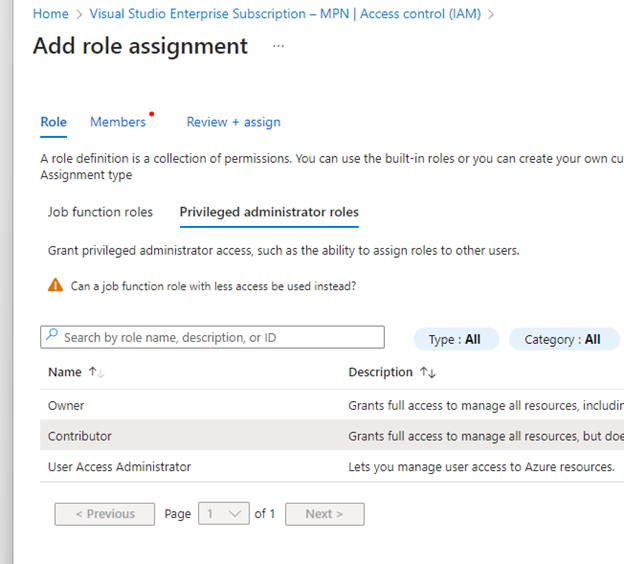 Home > Visual Studio Enterprise Subscription – MPN | Access control (IAM) >
Add role assignment ...
Role Members Review + assign
A role definition is a collection of permissions. You can use the built-in roles or you can create your own cu
Assignment type
Job function roles Privileged administrator roles
Grant privileged administrator access, such as the ability to assign roles to other users.
Can a job function role with less access be used instead?
Search by role name, description, or ID Type : All Category : All
Name ↑↓ Description ↑↓
Owner Grants full access to manage all resources, includin
Contributor Grants full access to manage all resources, but doe
User Access Administrator Lets you manage user access to Azure resources.
< Previous Page 1 of 1 Next >